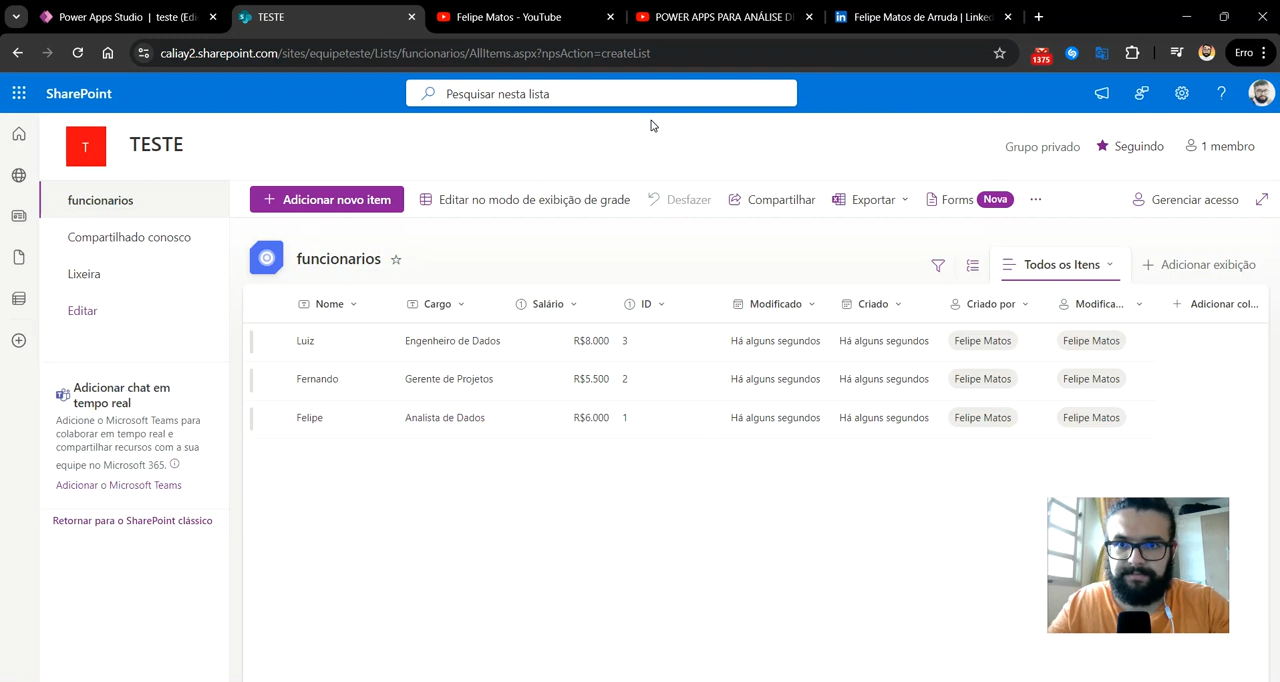 Power Apps Studio | teste (Edi
TESTE
Felipe Matos - YouTube
POWER APPS PARA ANÁLISE D
Felipe Matos de Arruda | Linke
caliay2.sharepoint.com/sites/equipeteste/Lists/funcionarios/AllItems.aspx?npsAction=createList
1375
Erro
SharePoint
Pesquisar nesta lista
T
TESTE
Grupo privado
Seguindo
1 membro
funcionarios
Compartilhado conosco
Lixeira
Editar
Adicionar novo item
Editar no modo de exibição de grade
Desfazer
Compartilhar
Exportar
Forms Nova
Gerenciar acesso
funcionarios
Todos os Itens
Adicionar exibição
Nome Cargo Salário ID Modificado Criado Criado por Modifica... Adicionar col...
Luiz Engenheiro de Dados R$8.000 3 Há alguns segundos Há alguns segundos Felipe Matos Felipe Matos
Fernando Gerente de Projetos R$5.500 2 Há alguns segundos Há alguns segundos Felipe Matos Felipe Matos
Felipe Analista de Dados R$6.000 1 Há alguns segundos Há alguns segundos Felipe Matos Felipe Matos
Adicionar chat em
tempo real
Adicione o Microsoft Teams para
colaborar em tempo real e
compartilhar recursos com a sua
equipe no Microsoft 365.
Adicionar o Microsoft Teams
Retornar para o SharePoint clássico